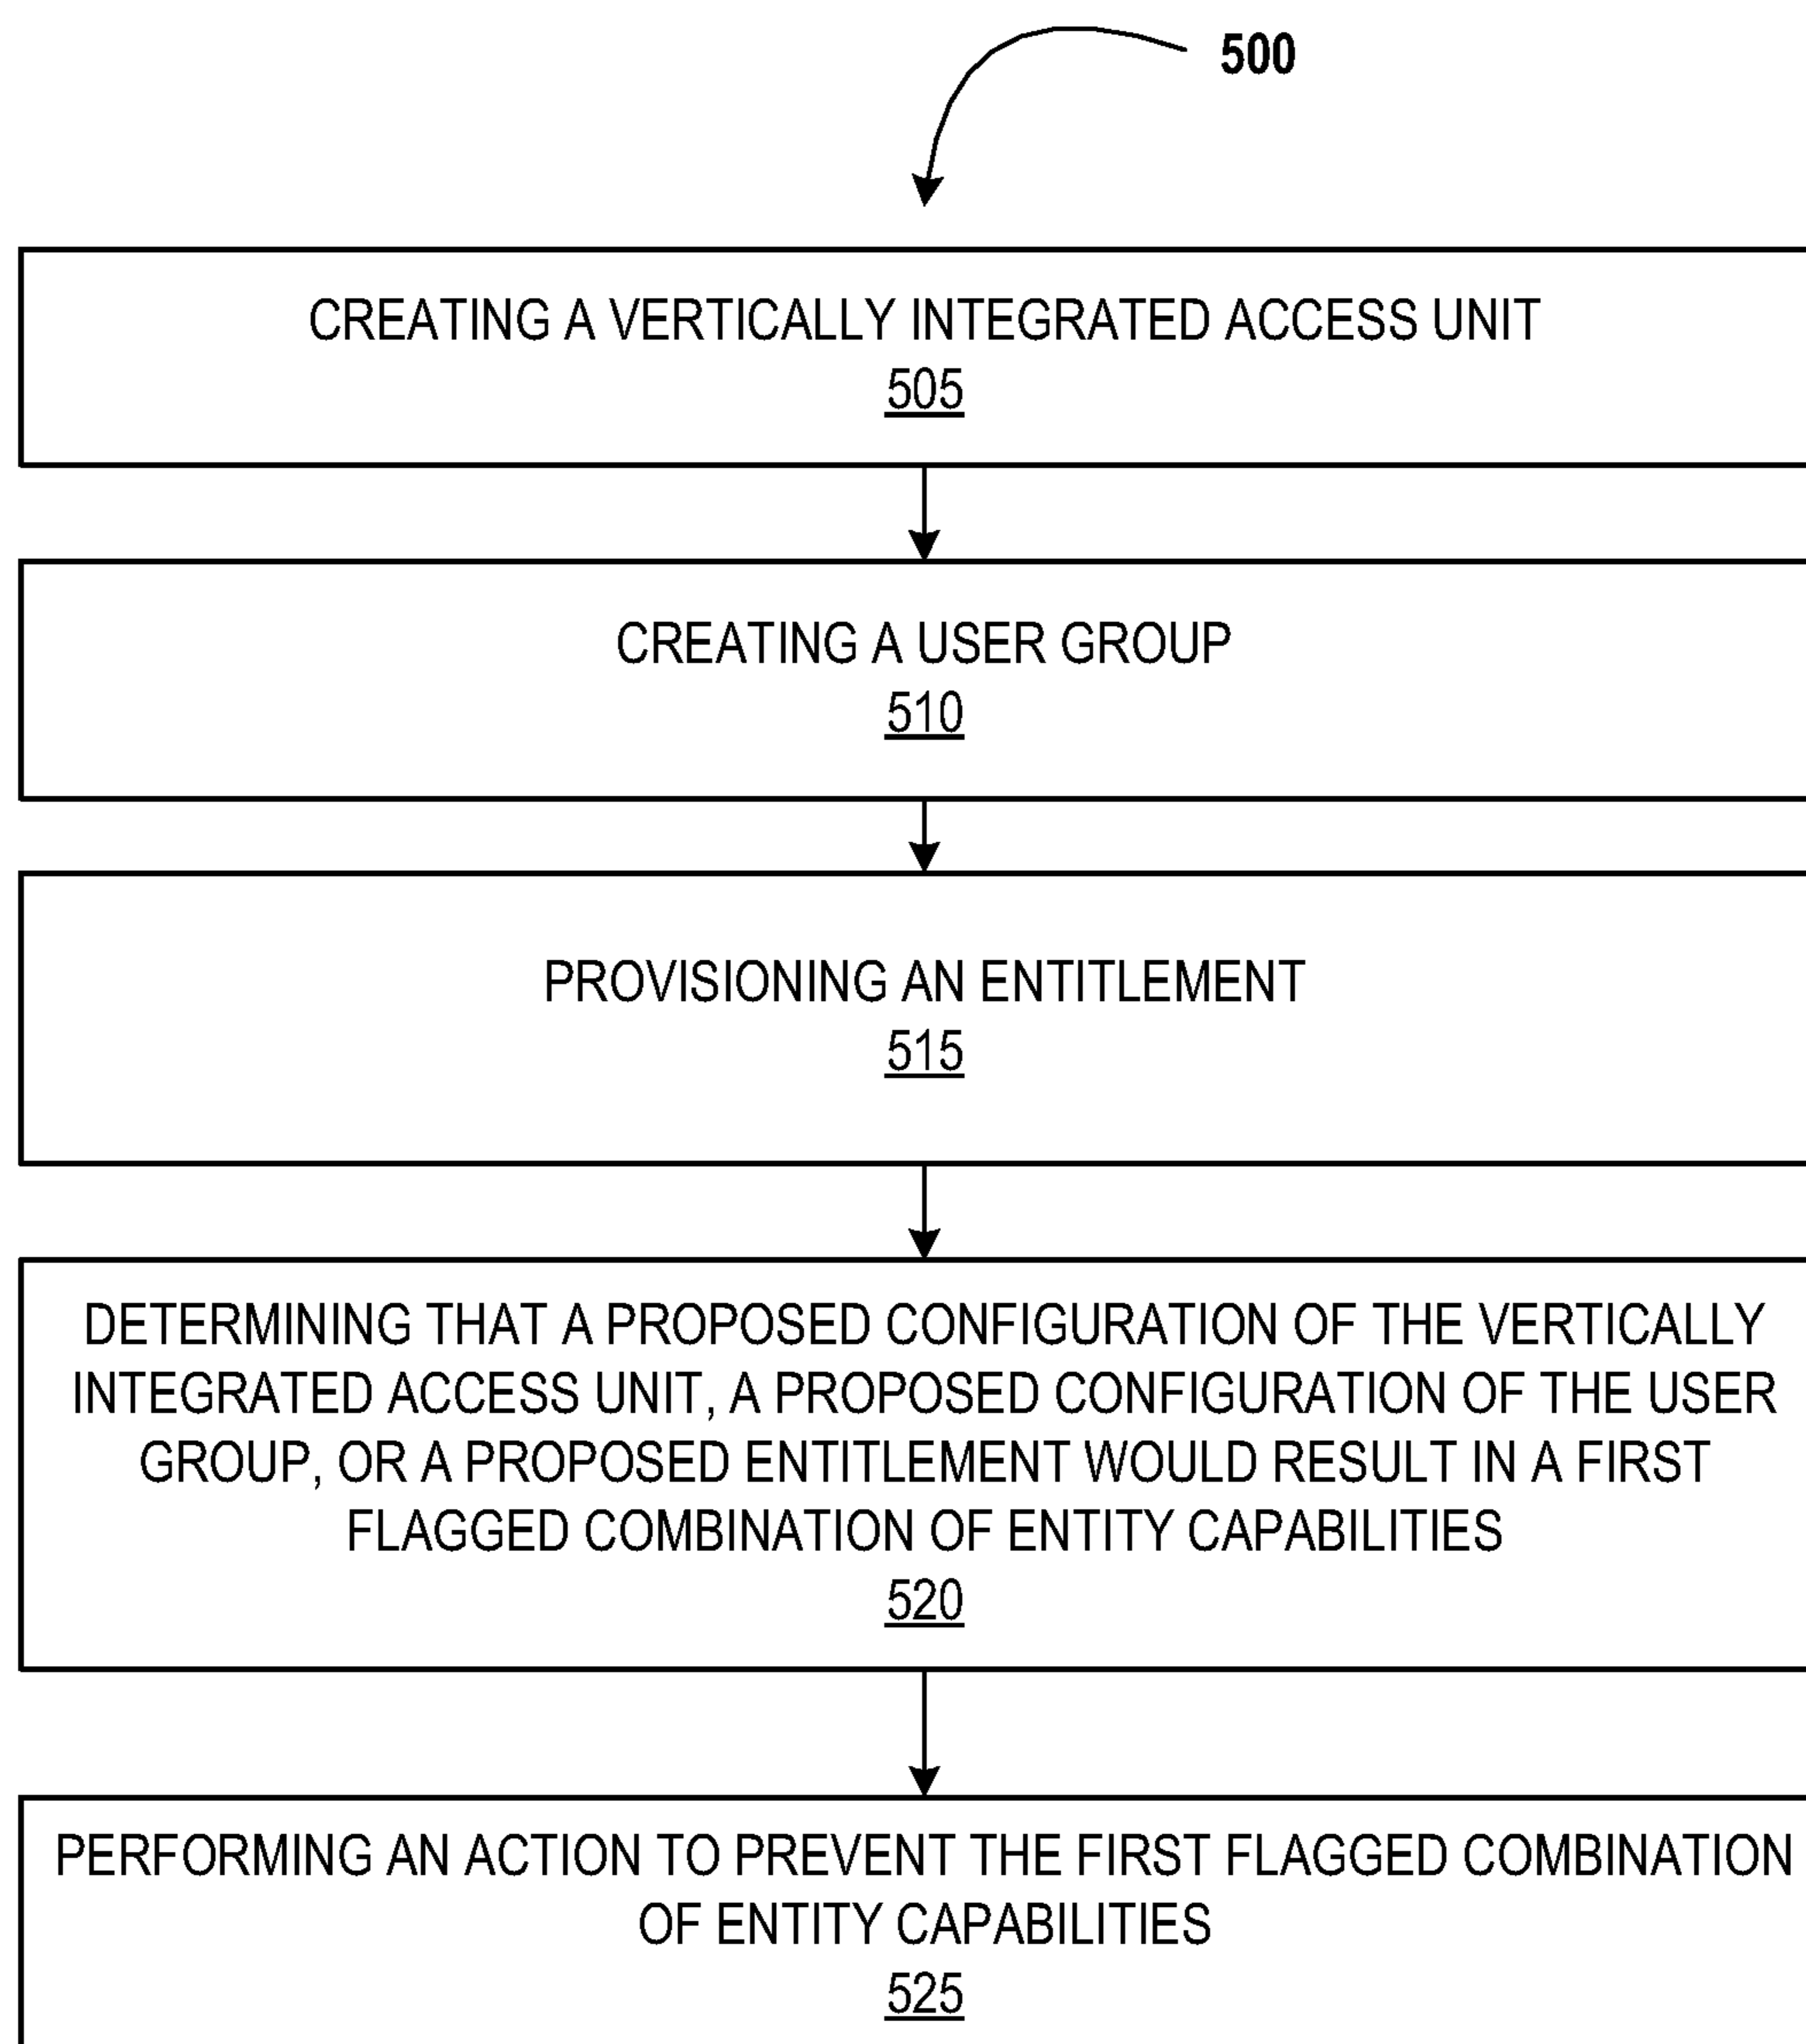 500
CREATING A VERTICALLY INTEGRATED ACCESS UNIT
505
CREATING A USER GROUP
510
PROVISIONING AN ENTITLEMENT
515
DETERMINING THAT A PROPOSED CONFIGURATION OF THE VERTICALLY
INTEGRATED ACCESS UNIT, A PROPOSED CONFIGURATION OF THE USER
GROUP, OR A PROPOSED ENTITLEMENT WOULD RESULT IN A FIRST
FLAGGED COMBINATION OF ENTITY CAPABILITIES
520
PERFORMING AN ACTION TO PREVENT THE FIRST FLAGGED COMBINATION
OF ENTITY CAPABILITIES
525